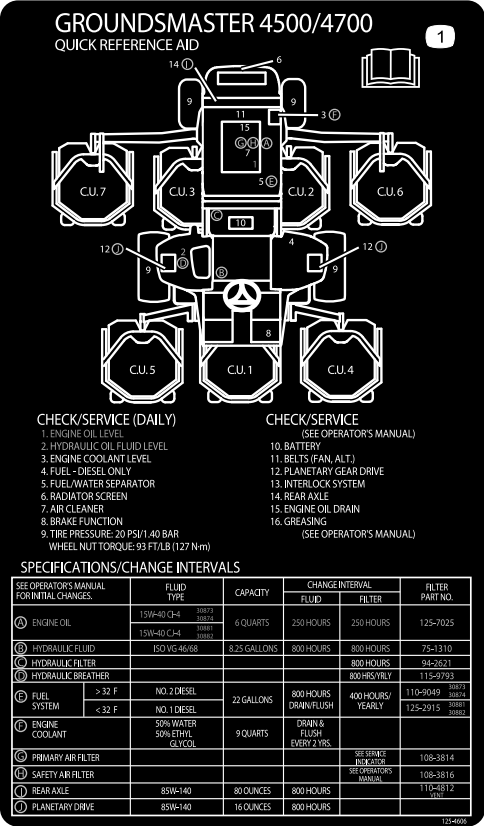 GROUNDSMASTER 4500/4700
1
QUICK REFERENCE AID
14 J
6
9
9
11
3 F
15
G H A
7
1
5 E
C.U. 7
C.U. 3
C.U. 2
C.U. 6
C
10
12 J
2
D
9
B
4
12 J
9
8
C.U. 5
C.U. 1
C.U. 4
CHECK/SERVICE (DAILY)
1. ENGINE OIL LEVEL
2. HYDRAULIC OIL FLUID LEVEL
3. ENGINE COOLANT LEVEL
4. FUEL - DIESEL ONLY
5. FUEL/WATER SEPARATOR
6. RADIATOR SCREEN
7. AIR CLEANER
8. BRAKE FUNCTION
9. TIRE PRESSURE: 20 PSI/1.40 BAR
WHEEL NUT TORQUE: 93 FT/LB (127 N·m)
CHECK/SERVICE
(SEE OPERATOR'S MANUAL)
10. BATTERY
11. BELTS (FAN, ALT.)
12. PLANETARY GEAR DRIVE
13. INTERLOCK SYSTEM
14. REAR AXLE
15. ENGINE OIL DRAIN
16. GREASING
(SEE OPERATOR'S MANUAL)
SPECIFICATIONS/CHANGE INTERVALS
SEE OPERATOR'S MANUAL
FOR INITIAL CHANGES.
FLUID
TYPE
CAPACITY
CHANGE INTERVAL
FLUID
FILTER
FILTER
PART NO.
A ENGINE OIL
15W-40 CJ-4 30873
30874
15W-40 CJ-4 30881
30882
6 QUARTS
250 HOURS
250 HOURS
125-7025
B HYDRAULIC FLUID ISO VG 46/68 8.25 GALLONS 800 HOURS 800 HOURS 75-1310
C HYDRAULIC FILTER 800 HOURS 94-2621
D HYDRAULIC BREATHER 800 HRS/YRLY 115-9793
E FUEL
SYSTEM
> 32 F NO. 2 DIESEL
< 32 F NO. 1 DIESEL
22 GALLONS
800 HOURS
DRAIN/FLUSH
400 HOURS/
YEARLY
110-9049 30873
30874
125-2915 30881
30882
F ENGINE
COOLANT
50% WATER
50% ETHYL
GLYCOL
9 QUARTS
DRAIN &
FLUSH
EVERY 2 YRS.
G PRIMARY AIR FILTER
SEE SERVICE
INDICATOR
108-3814
H SAFETY AIR FILTER
SEE OPERATOR'S
MANUAL
108-3816
J REAR AXLE 85W-140 80 OUNCES 800 HOURS 110-4812
VENT
J PLANETARY DRIVE 85W-140 16 OUNCES 800 HOURS
125-4606